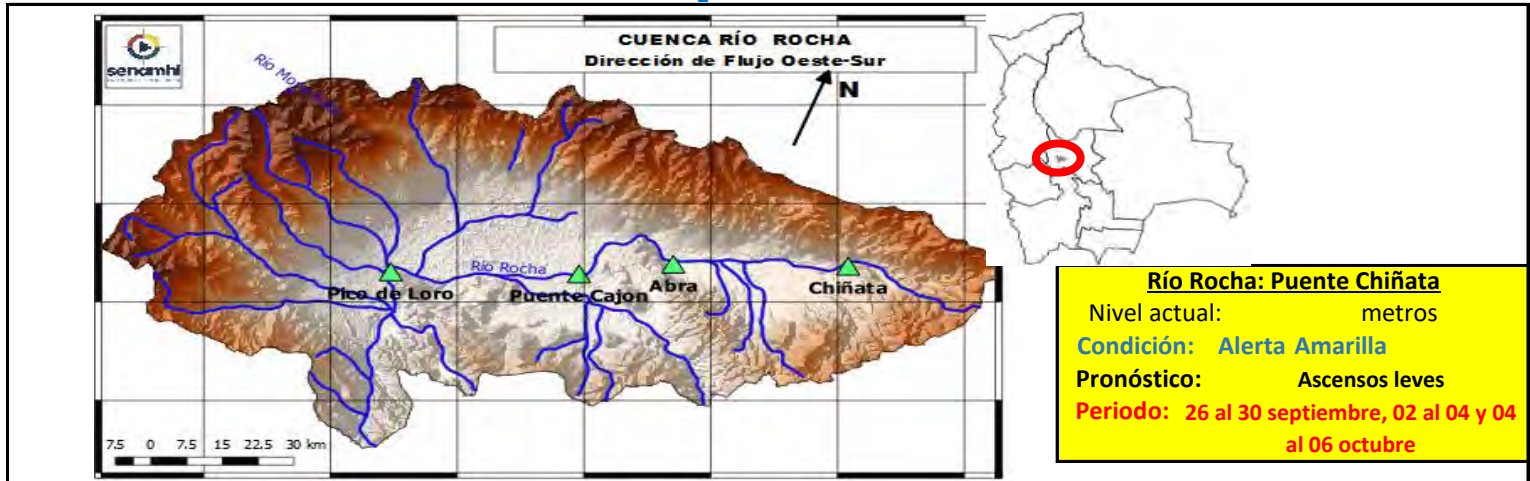 senamhi
Río Mo
CUENCA RÍO ROCHA
Dirección de Flujo Oeste-Sur
N
Río Rocha
Pico de Loro
Puente Cajon
Abra
Chiñata
7.5 0 7.5 15 22.5 30 km
Río Rocha: Puente Chiñata
Nivel actual: metros
Condición: Alerta Amarilla
Pronóstico: Ascensos leves
Periodo: 26 al 30 septiembre, 02 al 04 y 04
al 06 octubre